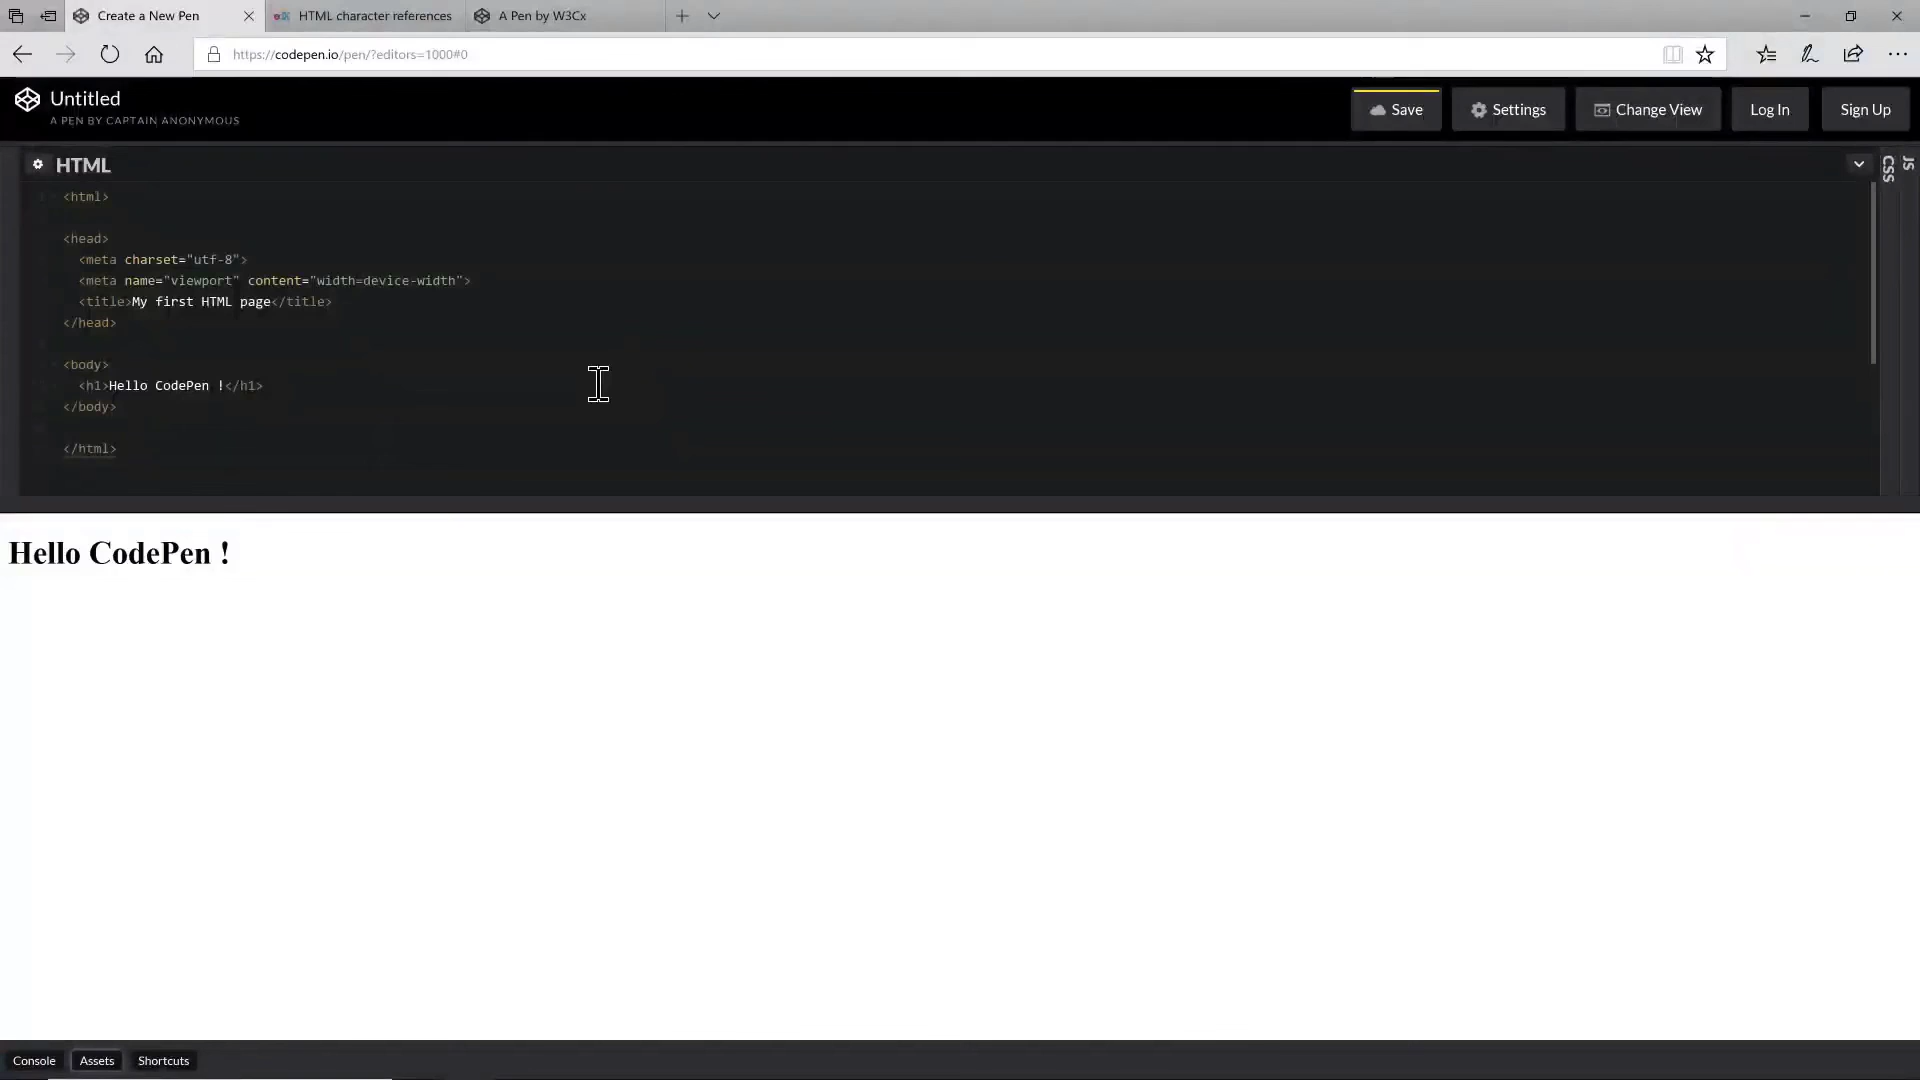 Create a New Pen
HTML character references
A Pen by W3Cx
https://codepen.io/pen/?editors=1000#0
Untitled
A PEN BY CAPTAIN ANONYMOUS
Save
Settings
Change View
Log In
Sign Up
HTML
CSS
JS
<html>
<head>
<meta charset="utf-8">
<meta name="viewport" content="width=device-width">
<title>My first HTML page</title>
</head>
<body>
<h1>Hello CodePen !</h1>
</body>
</html>
Hello CodePen !
Console
Assets
Shortcuts